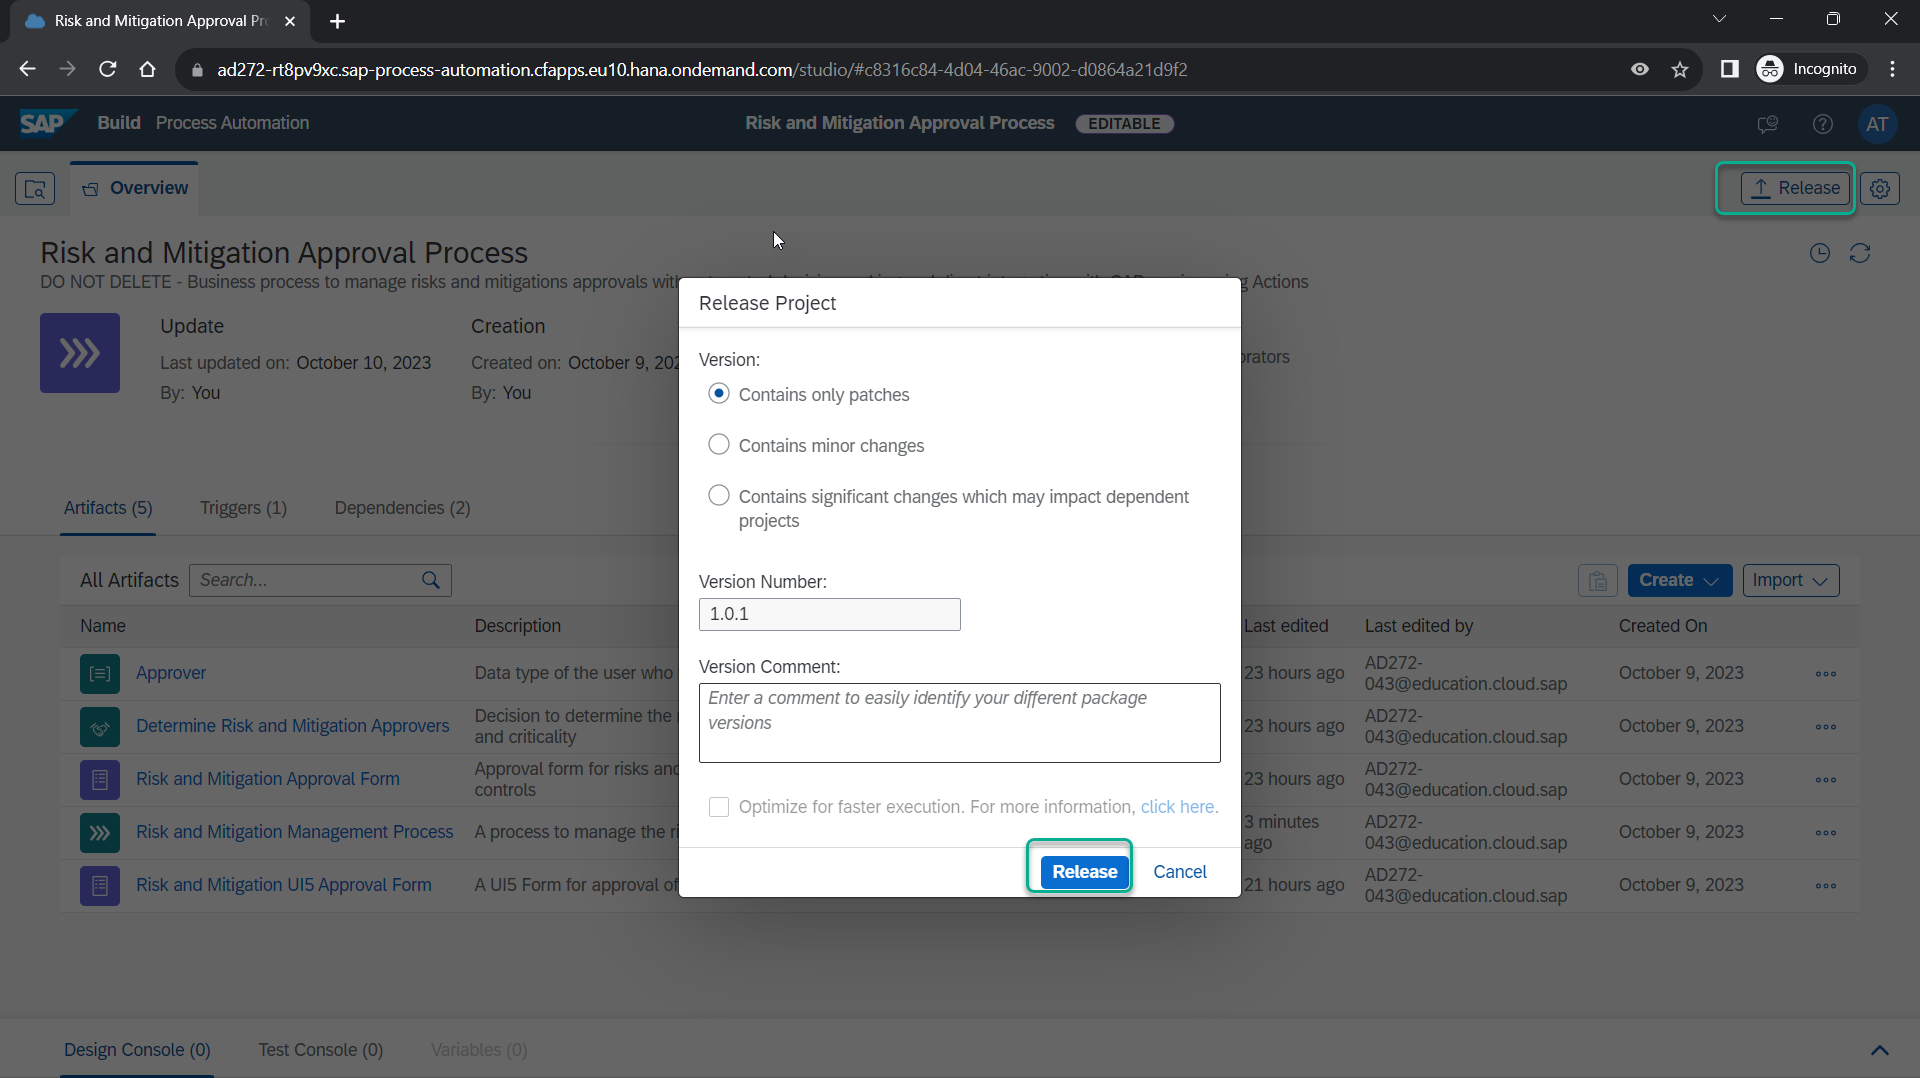 Risk and Mitigation Approval Pr
ad272-rt8pv9xc.sap-process-automation.cfapps.eu10.hana.ondemand.com/studio/#c8316c84-4d04-46ac-9002-d0864a21d9f2
Incognito
SAP Build Process Automation
Risk and Mitigation Approval Process EDITABLE
AT
Overview
Release
Risk and Mitigation Approval Process
DO NOT DELETE - Business process to manage risks and mitigations approvals with
g Actions
Update
Creation
Last updated on: October 10, 2023
Created on: October 9, 202
By: You
By: You
orators
Release Project
Version:
Contains only patches
Contains minor changes
Contains significant changes which may impact dependent
projects
Version Number:
1.0.1
Version Comment:
Enter a comment to easily identify your different package
versions
Optimize for faster execution. For more information, click here.
Release
Cancel
Artifacts (5)
Triggers (1)
Dependencies (2)
All Artifacts
Search...
Create
Import
Name
Description
Last edited
Last edited by
Created On
Approver
Data type of the user who
23 hours ago
AD272-
043@education.cloud.sap
October 9, 2023
Determine Risk and Mitigation Approvers
Decision to determine the
and criticality
23 hours ago
AD272-
043@education.cloud.sap
October 9, 2023
Risk and Mitigation Approval Form
Approval form for risks and
controls
23 hours ago
AD272-
043@education.cloud.sap
October 9, 2023
Risk and Mitigation Management Process
A process to manage the ri
3 minutes
ago
AD272-
043@education.cloud.sap
October 9, 2023
Risk and Mitigation UI5 Approval Form
A UI5 Form for approval of
21 hours ago
AD272-
043@education.cloud.sap
October 9, 2023
Design Console (0)
Test Console (0)
Variables (0)